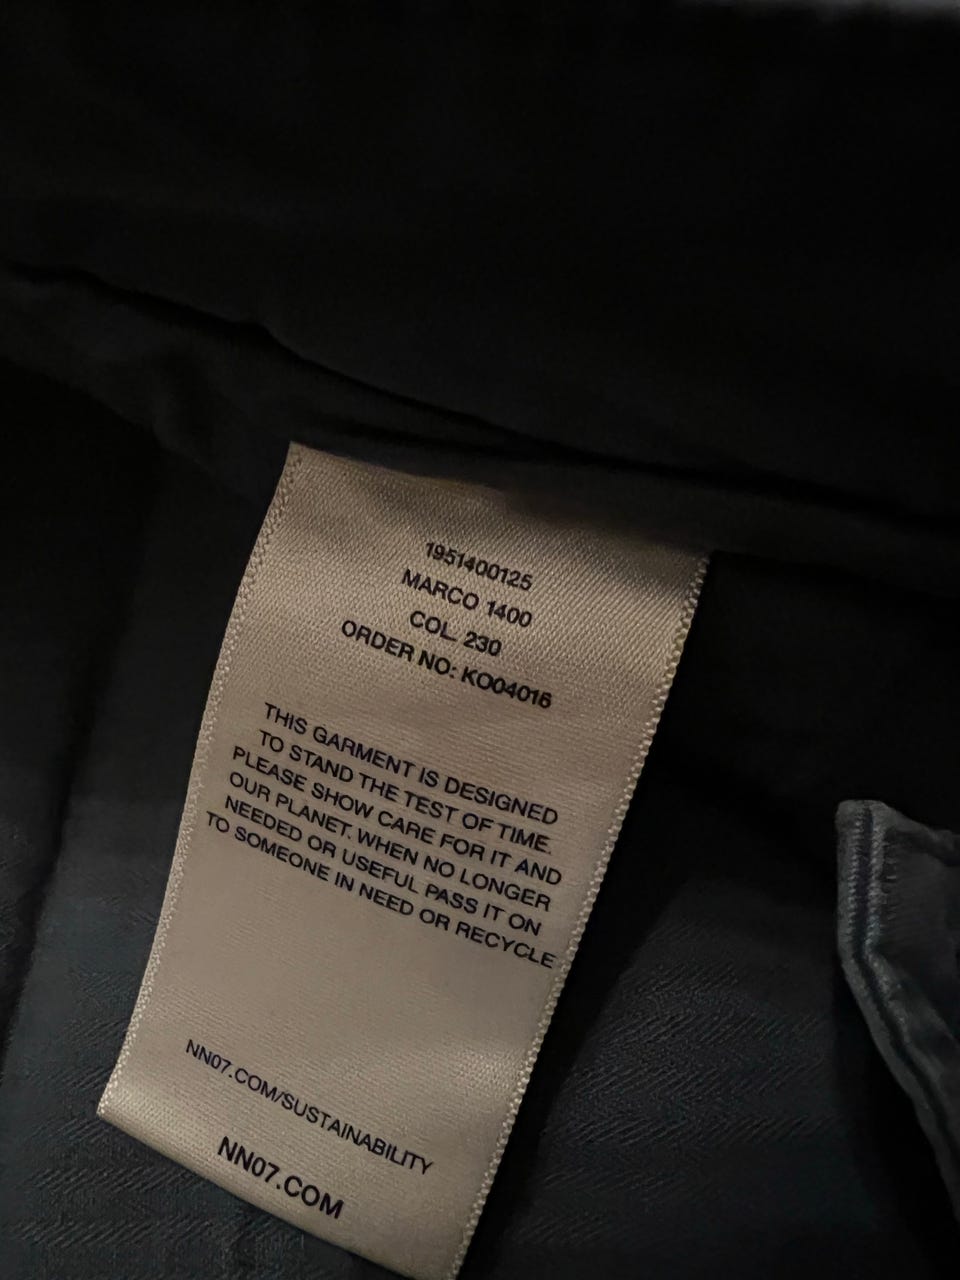 1951400125
MARCO 1400
COL. 230
ORDER NO: KO04016
THIS GARMENT IS DESIGNED
TO STAND THE TEST OF TIME.
PLEASE SHOW CARE FOR IT AND
OUR PLANET. WHEN NO LONGER
NEEDED OR USEFUL PASS IT ON
TO SOMEONE IN NEED OR RECYCLE
NN07.COM/SUSTAINABILITY
NN07.COM